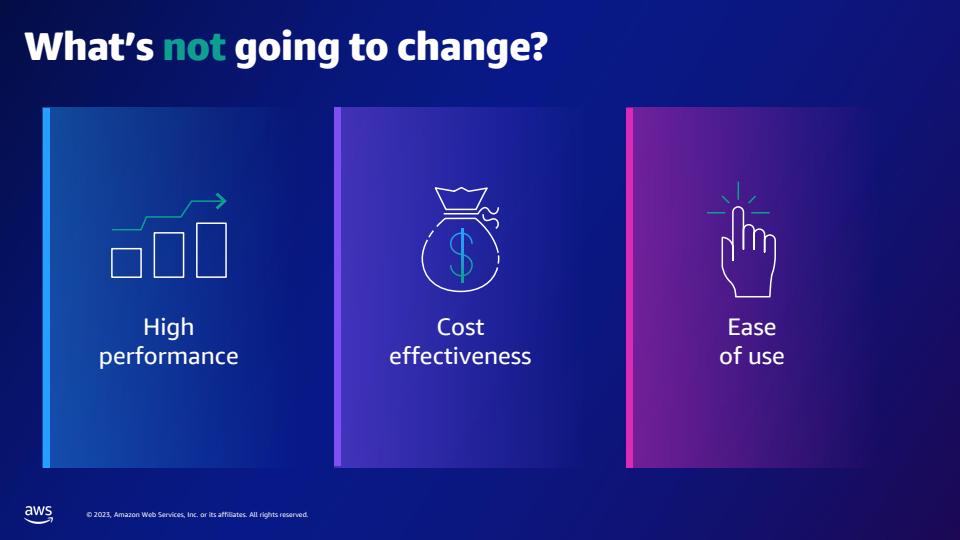 What’s not going to change?
$
High
performance
Cost
effectiveness
Ease
of use
aws
© 2023, Amazon Web Services, Inc. or its affiliates. All rights reserved.